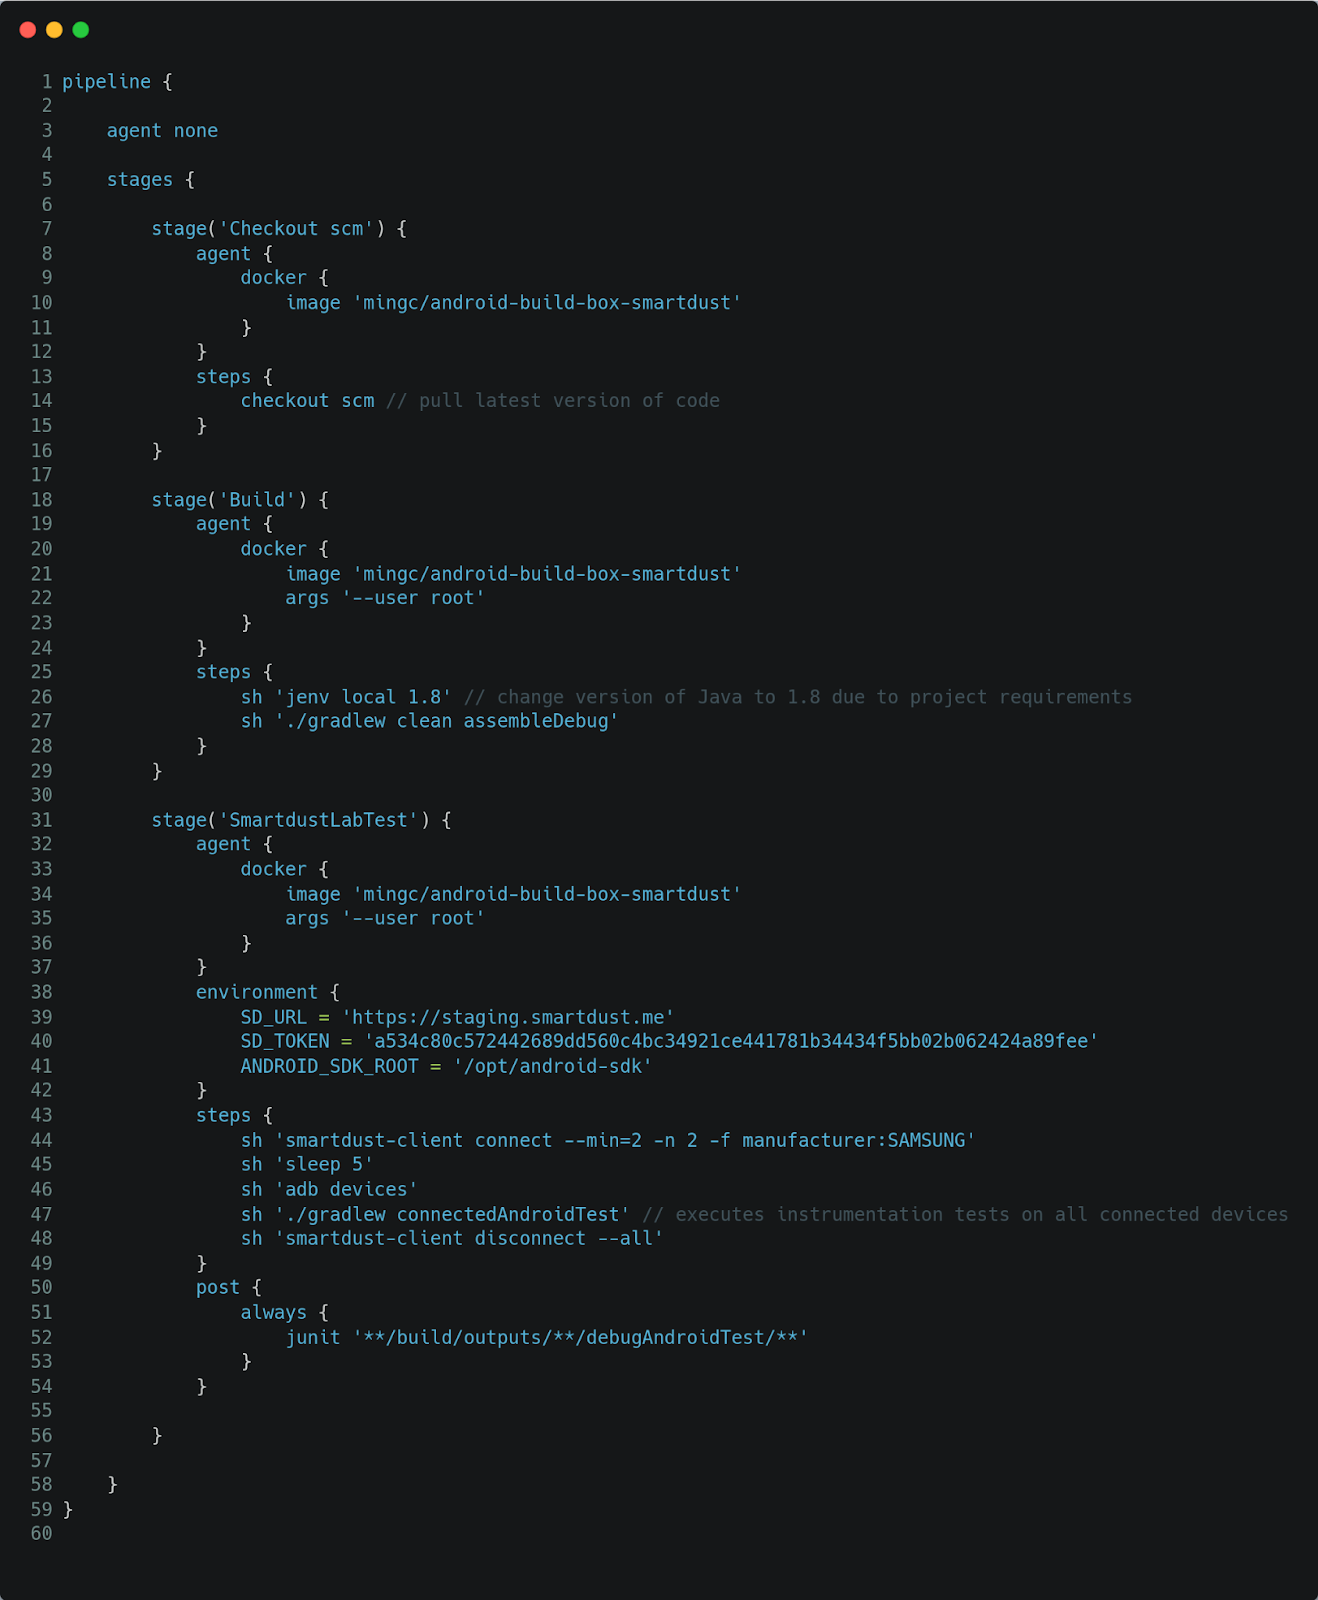 1 pipeline {
2
3     agent none
4
5     stages {
6
7         stage('Checkout scm') {
8             agent {
9                 docker {
10                     image 'mingc/android-build-box-smartdust'
11                 }
12             }
13             steps {
14                 checkout scm // pull latest version of code
15             }
16         }
17
18         stage('Build') {
19             agent {
20                 docker {
21                     image 'mingc/android-build-box-smartdust'
22                     args '--user root'
23                 }
24             }
25             steps {
26                 sh 'jenv local 1.8' // change version of Java to 1.8 due to project requirements
27                 sh './gradlew clean assembleDebug'
28             }
29         }
30
31         stage('SmartdustLabTest') {
32             agent {
33                 docker {
34                     image 'mingc/android-build-box-smartdust'
35                     args '--user root'
36                 }
37             }
38             environment {
39                 SD_URL = 'https://staging.smartdust.me'
40                 SD_TOKEN = 'a534c80c572442689dd560c4bc34921ce441781b34434f5bb02b062424a89fee'
41                 ANDROID_SDK_ROOT = '/opt/android-sdk'
42             }
43             steps {
44                 sh 'smartdust-client connect --min=2 -n 2 -f manufacturer:SAMSUNG'
45                 sh 'sleep 5'
46                 sh 'adb devices'
47                 sh './gradlew connectedAndroidTest' // executes instrumentation tests on all connected devices
48                 sh 'smartdust-client disconnect --all'
49             }
50             post {
51                 always {
52                     junit '**/build/outputs/**/debugAndroidTest/**'
53                 }
54             }
55
56         }
57
58     }
59 }
60